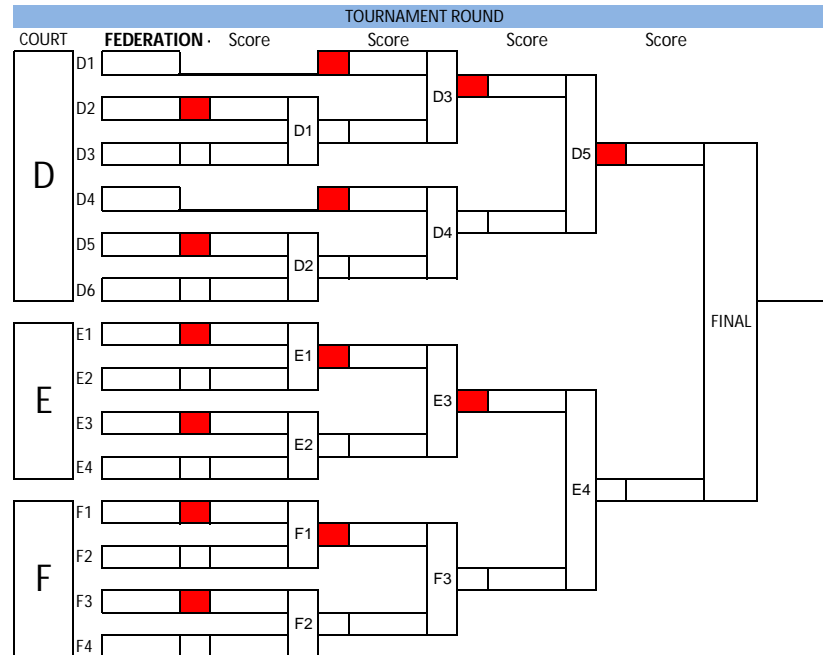 TOURNAMENT ROUND
COURT FEDERATION · Score Score Score Score
D1
D3
D2
D1
D3
D5
D
D4
D4
D5
D2
D6
FINAL
E1
E1
E2
E3
E
E3
E2
E4
E4
F1
F1
F2
F3
F
F3
F2
F4